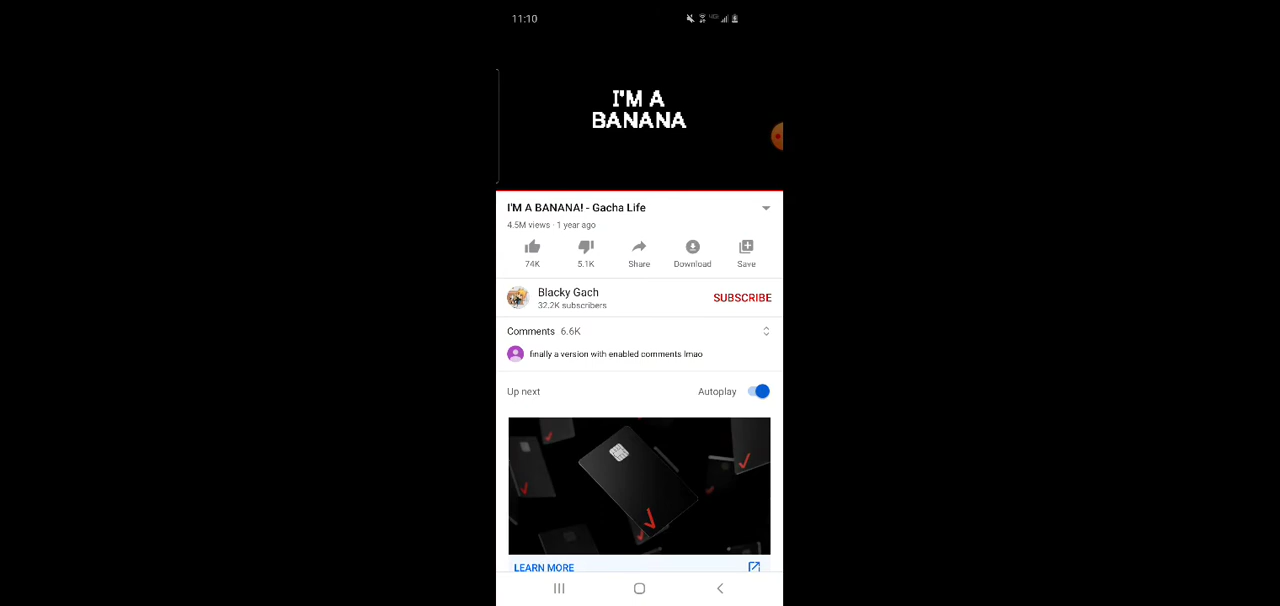 11:10
I'M A
BANANA
I'M A BANANA! - Gacha Life
4.5M views · 1 year ago
74K 5.1K Share Download Save
Blacky Gach
32.2K subscribers
SUBSCRIBE
Comments 6.6K
finally a version with enabled comments lmao
Up next Autoplay
LEARN MORE